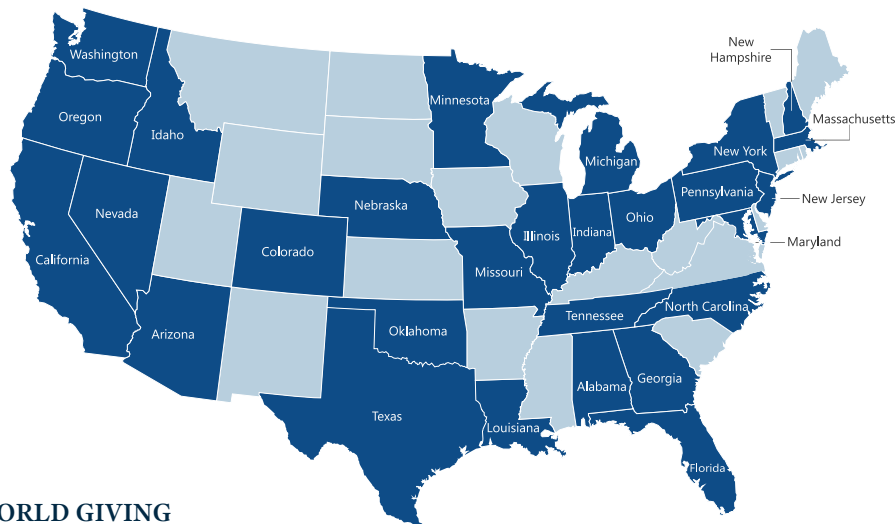 New
Hampshire
Washington
Minnesota
Oregon
Idaho
Massachusetts
New York
Michigan
Pennsylvania
New Jersey
Nebraska
Nevada
Ohio
Illinois
Indiana
Maryland
Colorado
California
Missouri
North Carolina
Tennessee
Oklahoma
Arizona
Georgia
Alabama
Texas
Louisiana
Florida
ORLD GIVING